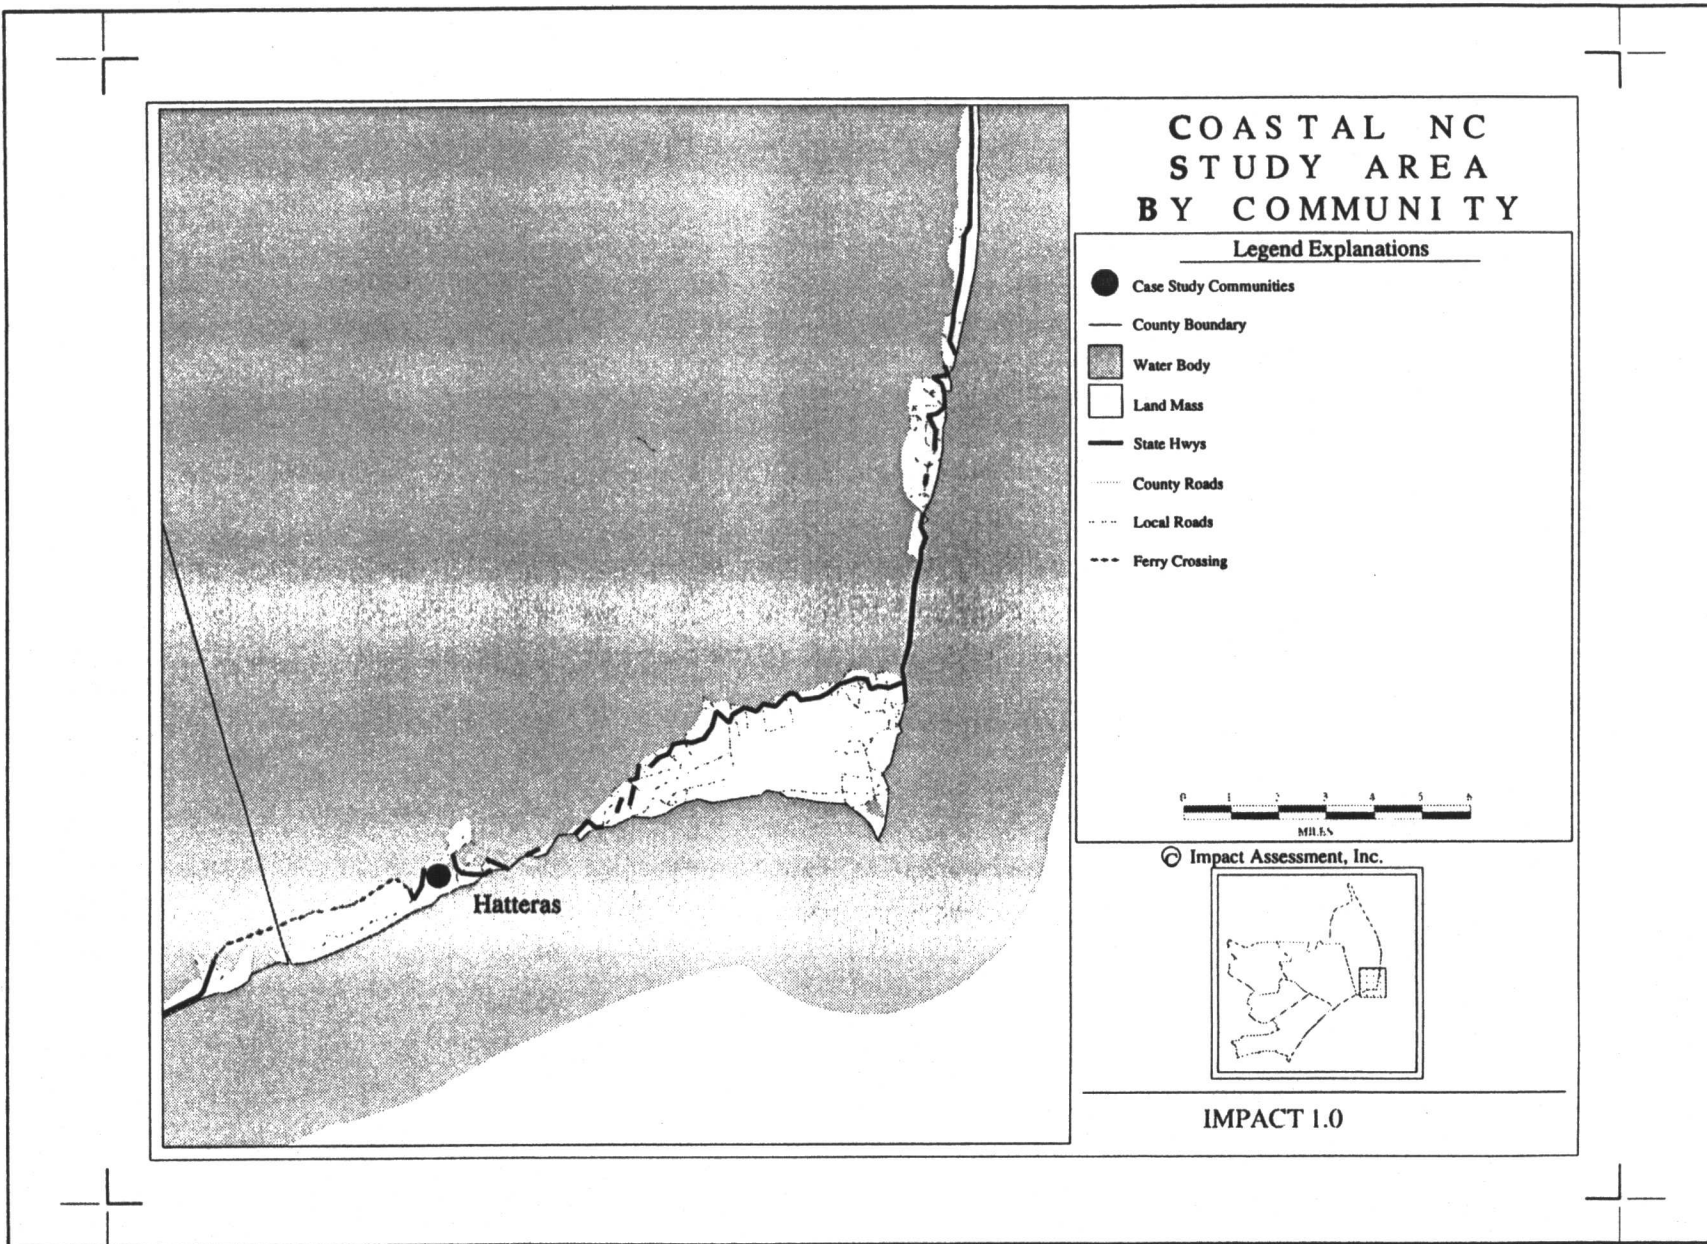 COASTAL NC
STUDY AREA
BY COMMUNITY
Legend Explanations
Case Study Communities
County Boundary
Water Body
Land Mass
State Hwys
County Roads
Local Roads
Ferry Crossing
0 1 2 3 4 5 6
MILES
© Impact Assessment, Inc.
Hatteras
IMPACT 1.0